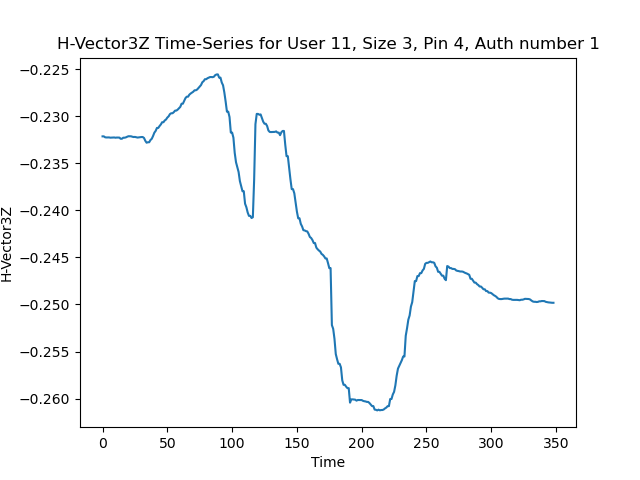 H-Vector3Z Time-Series for User 11, Size 3, Pin 4, Auth number 1
−0.225
−0.230
−0.235
−0.240
−0.245
−0.250
−0.255
−0.260
H-Vector3Z
0 50 100 150 200 250 300 350
Time